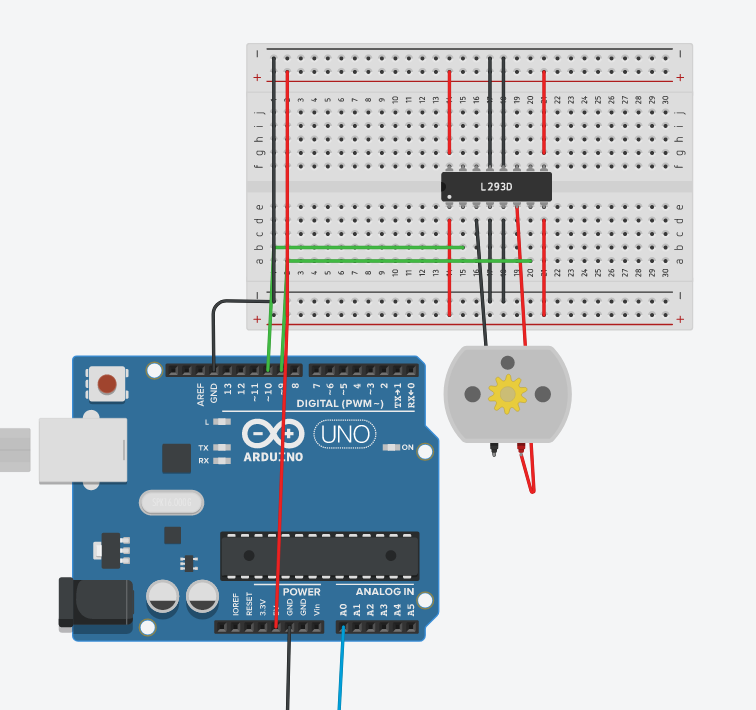 − −
+ +
1 2 3 4 5 6 7 8 9 10 11 12 13 14 15 16 17 18 19 20 21 22 23 24 25 26 27 28 29 30
j j
i i
h h
g g
f f
L293D
e e
d d
c c
b b
a a
1 2 3 4 5 6 7 8 9 10 11 12 13 14 15 16 17 18 19 20 21 22 23 24 25 26 27 28 29 30
− −
+ +
AREF
GND
13
12
~11
~10
~9
8
7
~6
~5
4
~3
2
TX→1
RX←0
DIGITAL (PWM~)
L
TX
RX
ARDUINO
UNO
ON
POWER
ANALOG IN
IOREF
RESET
3.3V
5V
GND
GND
Vin
A0
A1
A2
A3
A4
A5